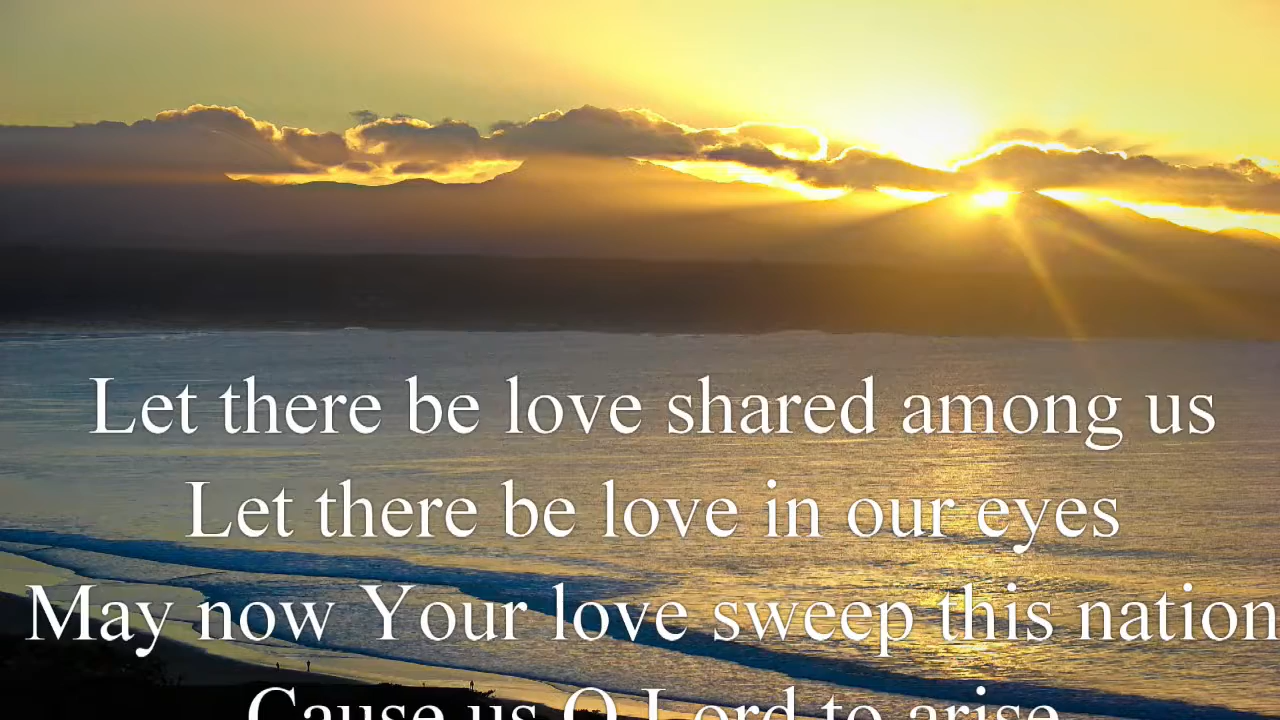 Let there be love shared among us
Let there be love in our eyes
May now Your love sweep this nation
Cause us O Lord to arise